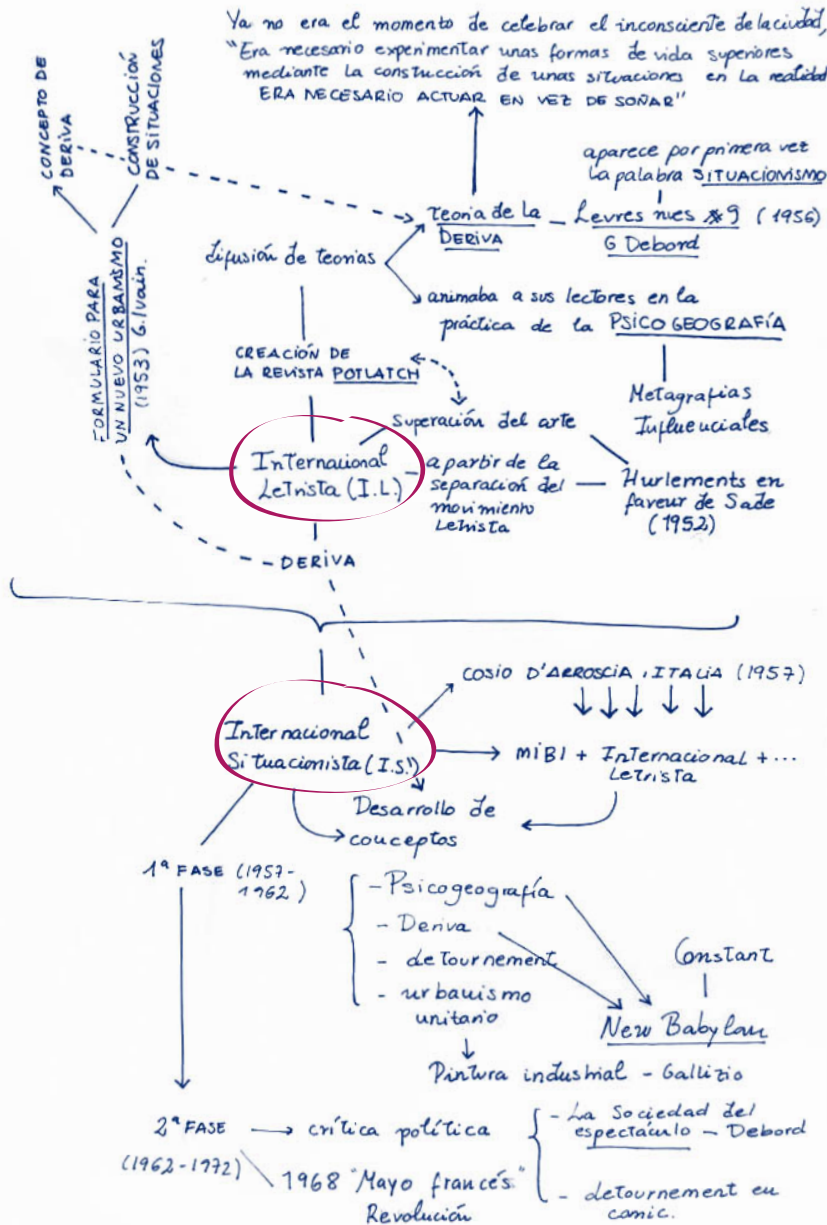 Ya no era el momento de celebrar el inconsciente de la ciudad,
"Era necesario experimentar unas formas de vida superiores
mediante la construcción de unas situaciones en la realidad
ERA NECESARIO ACTUAR EN VEZ DE SOÑAR"
CONCEPTO DE
DERIVA
CONSTRUCCIÓN
DE SITUACIONES
aparece por primera vez
la palabra SITUACIONISMO
teoría de la
DERIVA
Levres nues #9 (1956)
G Debord
difusión de teorias
animaba a sus lectores en la
práctica de la PSICOGEOGRAFÍA
FORMULARIO PARA
UN NUEVO URBANISMO
(1953) G. Ivain.
CREACIÓN DE
LA REVISTA POTLATCH
Metagrafias
Influenciales
Superación del arte
Internacional
Letrista (I.L.)
a partir de la
separación del
movimiento
Letrista
Hurlements en
faveur de Sade
(1952)
DERIVA
COSIO D'ARROSCIA, ITALIA (1957)
Internacional
Situacionista (I.S.)
MIBI + Internacional + ...
Letrista
Desarrollo de
conceptos
1ª FASE (1957-
1962)
- Psicogeografía
- Deriva
- detournement
- urbanismo
unitario
Constant
New Babylon
Pintura industrial - Gallizio
2ª FASE
(1962-1972)
crítica política
- La Sociedad del
espectáculo - Debord
1968 "Mayo francés"
Revolución
- detournement en
comic.